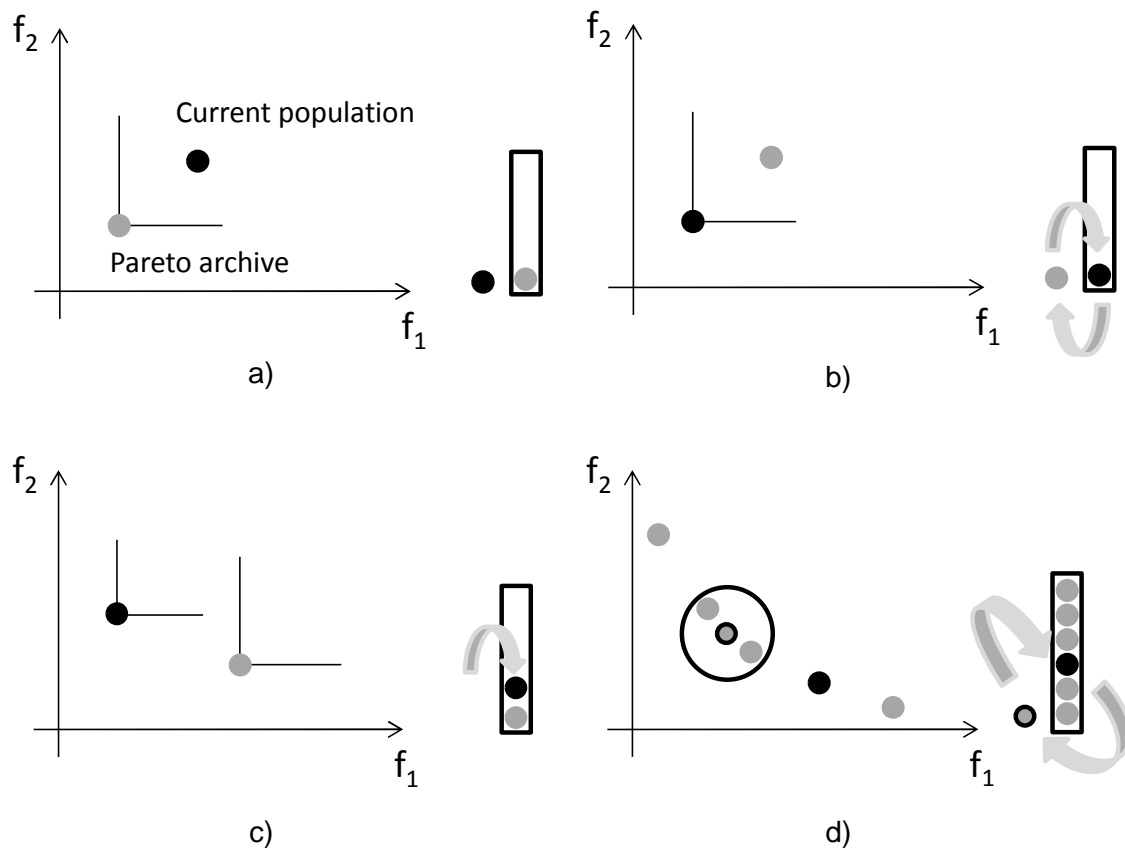 f₂
Current population
Pareto archive
f₁
a)
f₂
f₁
b)
f₂
f₁
c)
f₂
f₁
d)